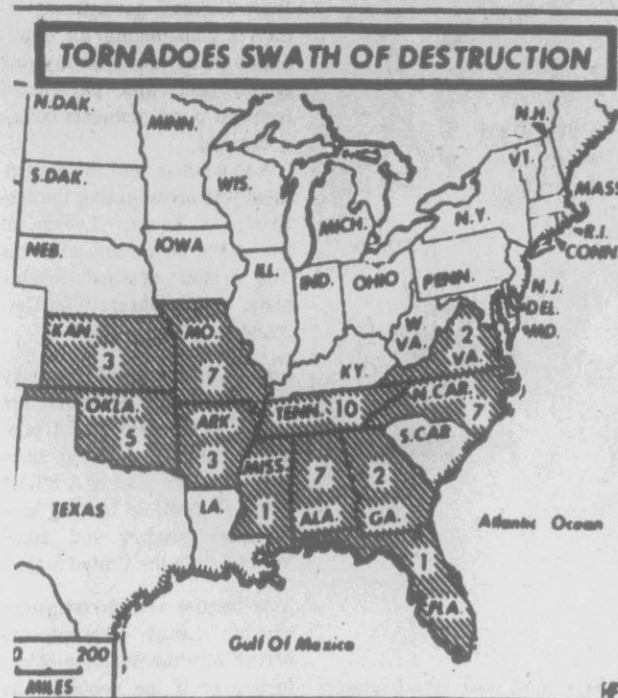 TORNADOES SWATH OF DESTRUCTION
N.DAK.
MINN.
N.H.
VT.
S.DAK.
WIS.
MASS
MICH.
N.Y.
R.I.
CONN
NEB.
IOWA
ILL.
IND.
OHIO
PENN.
N.J.
DEL.
MD.
W
VA.
KAN.
3
MO.
7
2
VA.
KY.
N.CAR.
7
TENN. 10
OKLA.
5
ARK.
3
S.CAR
MISS.
1
7
ALA.
2
GA.
TEXAS
LA.
Atlantic Ocean
1
FLA.
Gulf Of Mexico
0 200
MILES